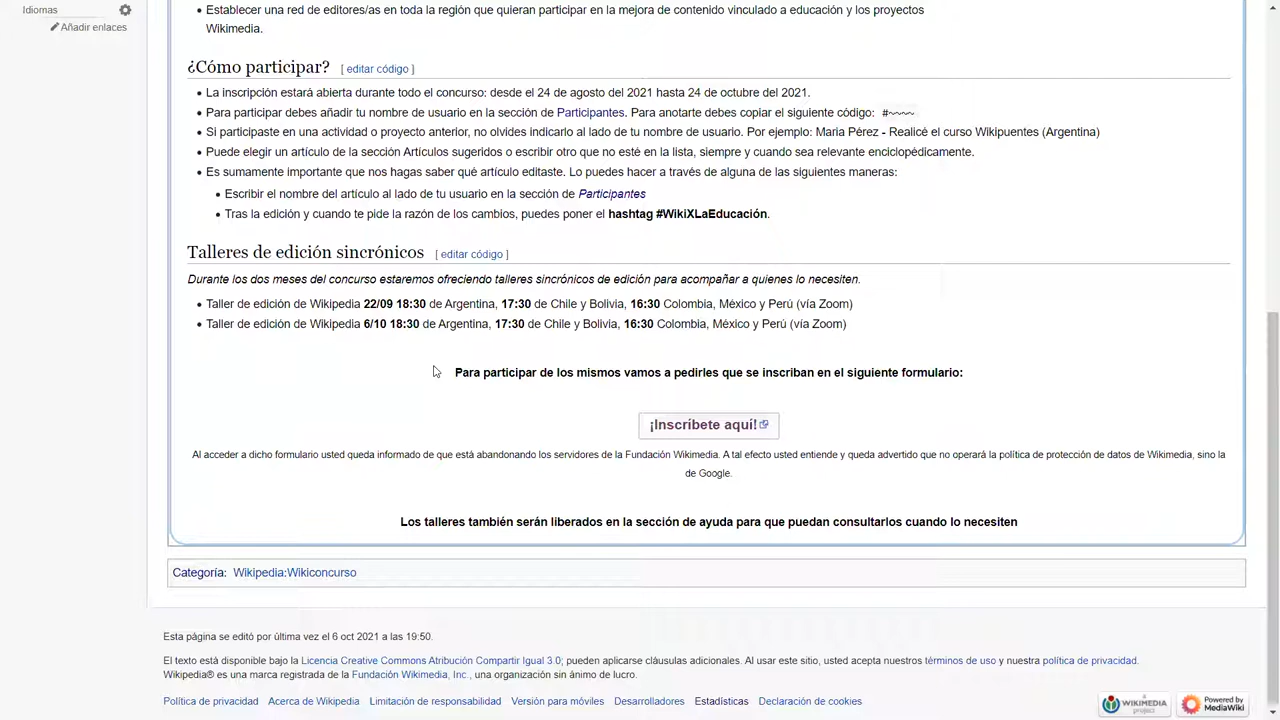 Idiomas
Añadir enlaces
Establecer una red de editores/as en toda la región que quieran participar en la mejora de contenido vinculado a educación y los proyectos
Wikimedia.
¿Cómo participar? [ editar código ]
La inscripción estará abierta durante todo el concurso: desde el 24 de agosto del 2021 hasta 24 de octubre del 2021.
Para participar debes añadir tu nombre de usuario en la sección de Participantes. Para anotarte debes copiar el siguiente código: #~~~~
Si participaste en una actividad o proyecto anterior, no olvides indicarlo al lado de tu nombre de usuario. Por ejemplo: Maria Pérez - Realicé el curso Wikipuentes (Argentina)
Puede elegir un artículo de la sección Artículos sugeridos o escribir otro que no esté en la lista, siempre y cuando sea relevante enciclopédicamente.
Es sumamente importante que nos hagas saber qué artículo editaste. Lo puedes hacer a través de alguna de las siguientes maneras:
Escribir el nombre del artículo al lado de tu usuario en la sección de Participantes
Tras la edición y cuando te pide la razón de los cambios, puedes poner el hashtag #WikiXLaEducación.
Talleres de edición sincrónicos [ editar código ]
Durante los dos meses del concurso estaremos ofreciendo talleres sincrónicos de edición para acompañar a quienes lo necesiten.
Taller de edición de Wikipedia 22/09 18:30 de Argentina, 17:30 de Chile y Bolivia, 16:30 Colombia, México y Perú (vía Zoom)
Taller de edición de Wikipedia 6/10 18:30 de Argentina, 17:30 de Chile y Bolivia, 16:30 Colombia, México y Perú (vía Zoom)
Para participar de los mismos vamos a pedirles que se inscriban en el siguiente formulario:
¡Inscríbete aquí!
Al acceder a dicho formulario usted queda informado de que está abandonando los servidores de la Fundación Wikimedia. A tal efecto usted entiende y queda advertido que no operará la política de protección de datos de Wikimedia, sino la
de Google.
Los talleres también serán liberados en la sección de ayuda para que puedan consultarlos cuando lo necesiten
Categoría: Wikipedia:Wikiconcurso
Esta página se editó por última vez el 6 oct 2021 a las 19:50.
El texto está disponible bajo la Licencia Creative Commons Atribución Compartir Igual 3.0; pueden aplicarse cláusulas adicionales. Al usar este sitio, usted acepta nuestros términos de uso y nuestra política de privacidad.
Wikipedia® es una marca registrada de la Fundación Wikimedia, Inc., una organización sin ánimo de lucro.
Política de privacidad Acerca de Wikipedia Limitación de responsabilidad Versión para móviles Desarrolladores Estadísticas Declaración de cookies
A WIKIMEDIA project
Powered by MediaWiki